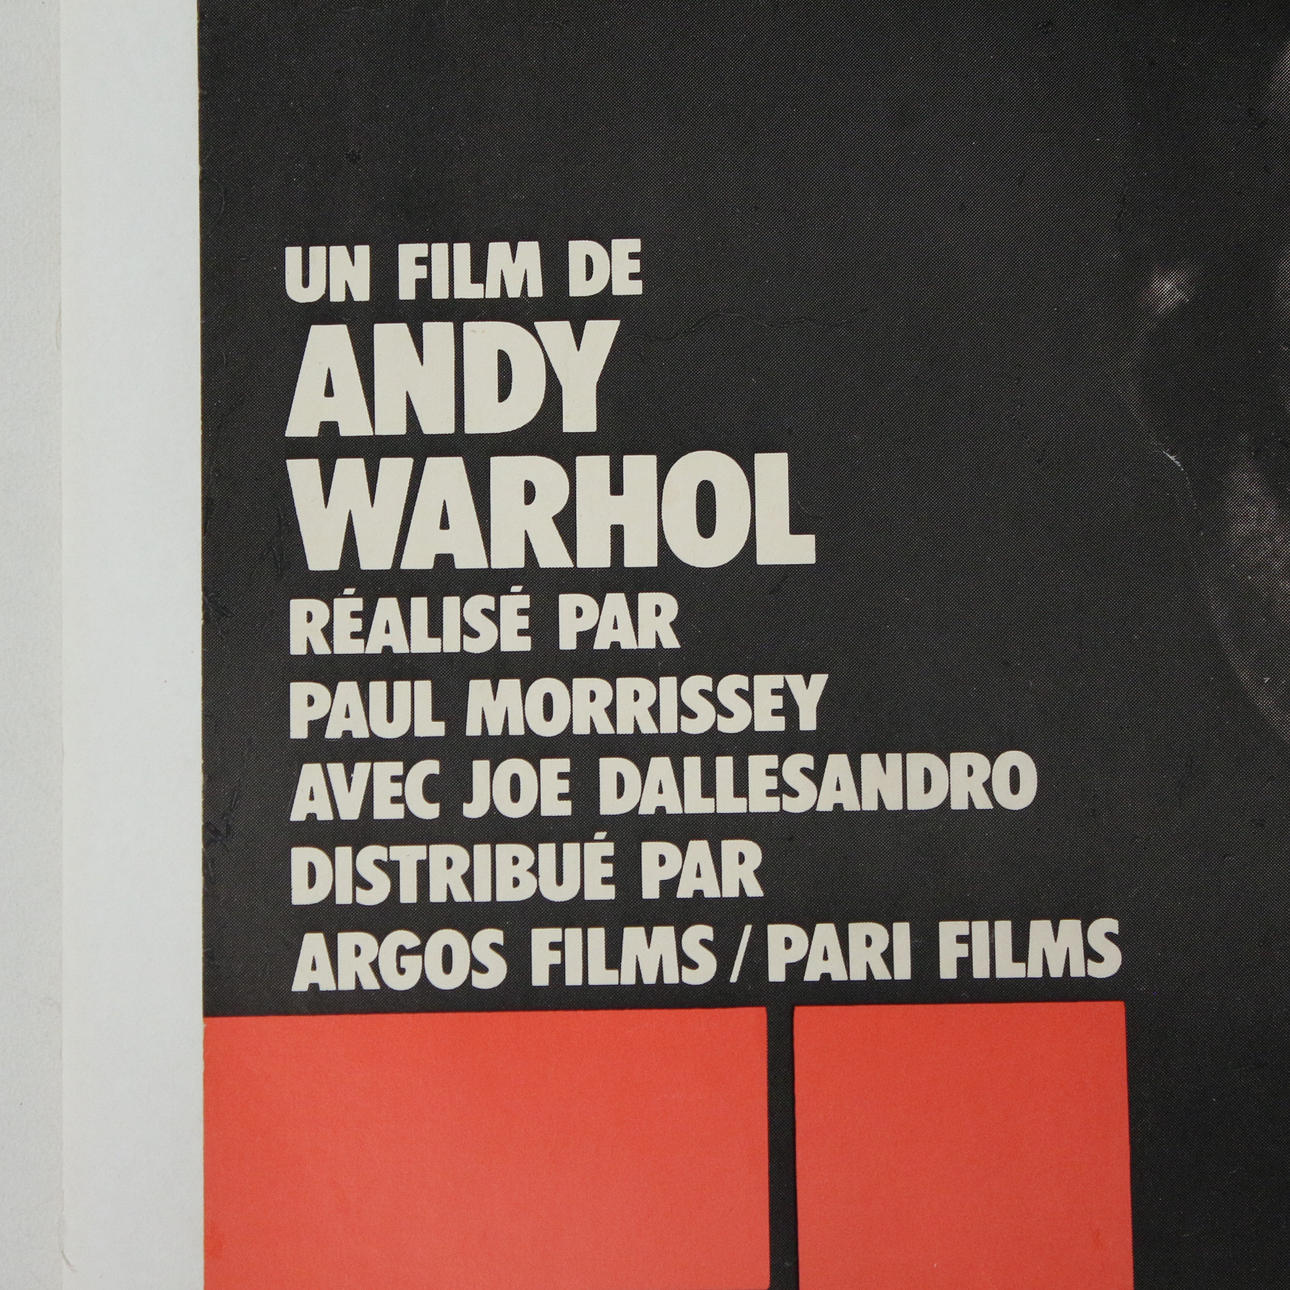 UN FILM DE
ANDY
WARHOL
RÉALISÉ PAR
PAUL MORRISSEY
AVEC JOE DALLESANDRO
DISTRIBUÉ PAR
ARGOS FILMS / PARI FILMS